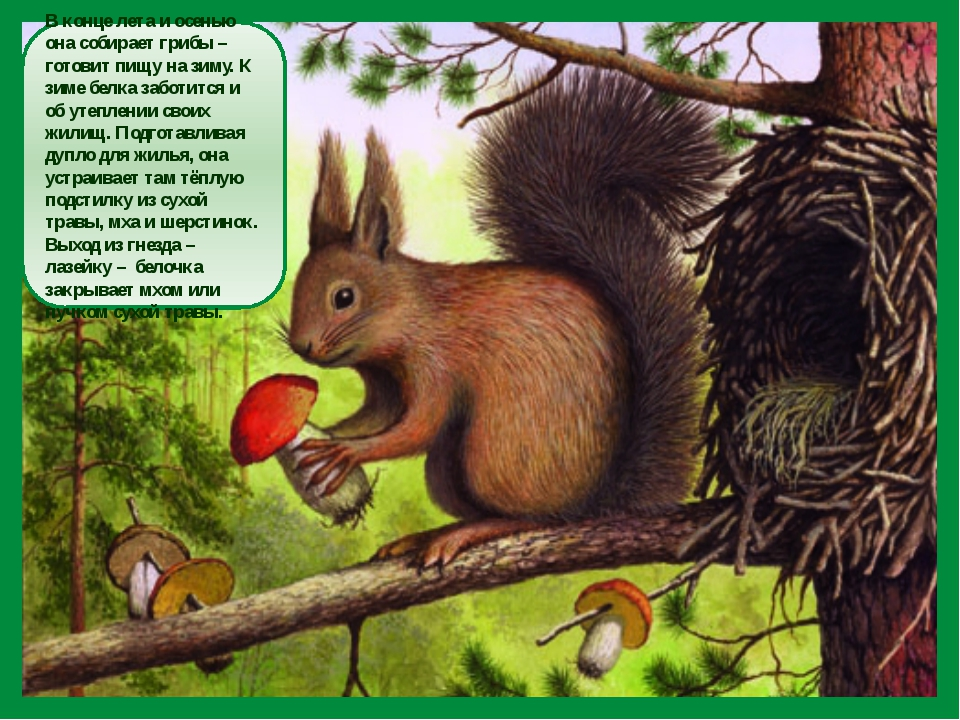 В конце лета и осенью
она собирает грибы –
готовит пищу на зиму. К
зиме белка заботится и
об утеплении своих
жилищ. Подготавливая
дупло для жилья, она
устраивает там тёплую
подстилку из сухой
травы, мха и шерстинок.
Выход из гнезда –
лазейку – белочка
закрывает мхом или
пучком сухой травы.